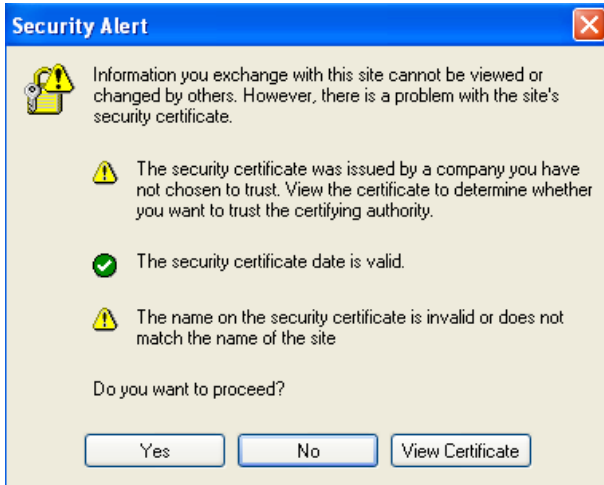 Security Alert
Information you exchange with this site cannot be viewed or
changed by others. However, there is a problem with the site's
security certificate.
The security certificate was issued by a company you have
not chosen to trust. View the certificate to determine whether
you want to trust the certifying authority.
The security certificate date is valid.
The name on the security certificate is invalid or does not
match the name of the site
Do you want to proceed?
Yes
No
View Certificate